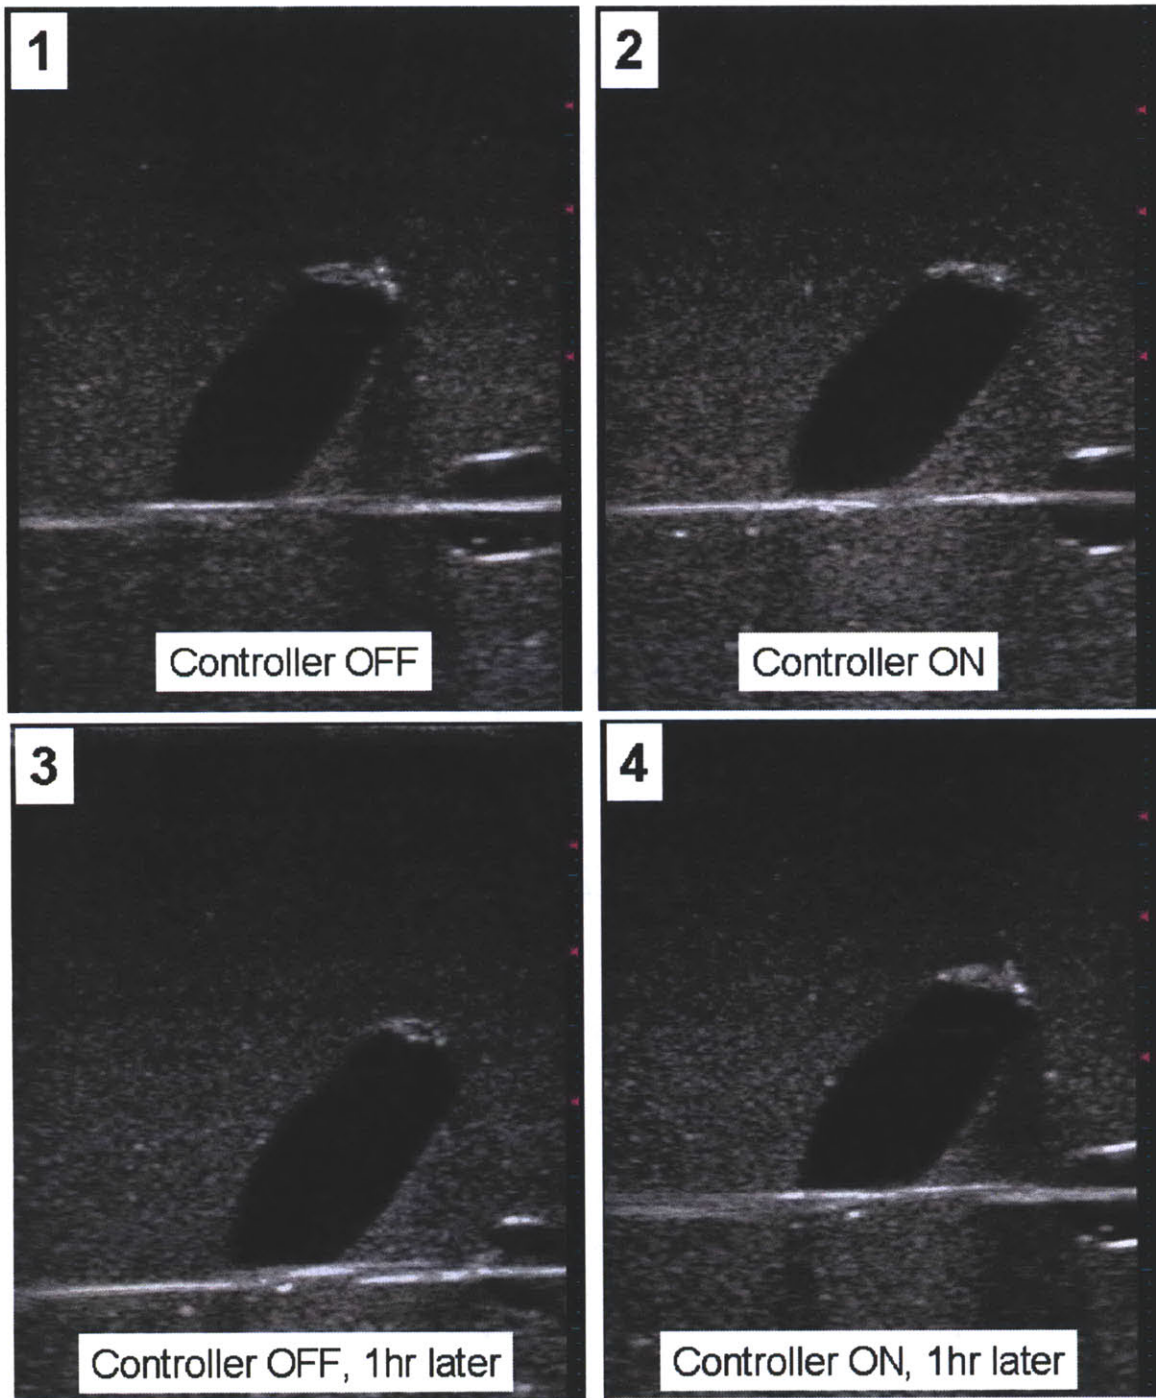 1
2
Controller OFF
Controller ON
3
4
Controller OFF, 1hr later
Controller ON, 1hr later